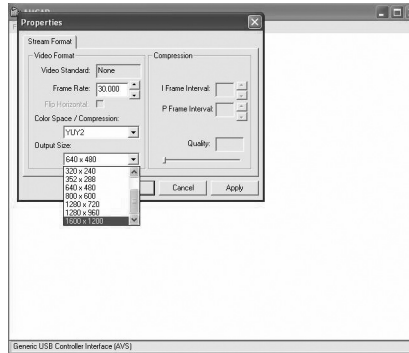 AMCAP
Properties
Stream Format
Video Format
Video Standard: None
Frame Rate: 30.000
Flip Horizontal:
Color Space / Compression:
YUY2
Output Size:
640 x 480
320 x 240
352 x 288
640 x 480
800 x 600
1280 x 720
1280 x 960
1600 x 1200
Compression
I Frame Interval:
P Frame Interval:
Quality:
Cancel
Apply
Generic USB Controller Interface (AVS)